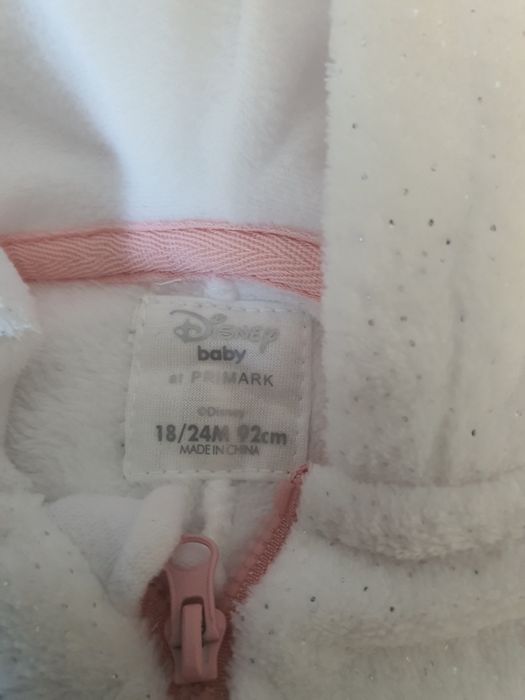 Disney
baby
at PRIMARK
©Disney
18/24M 92cm
MADE IN CHINA